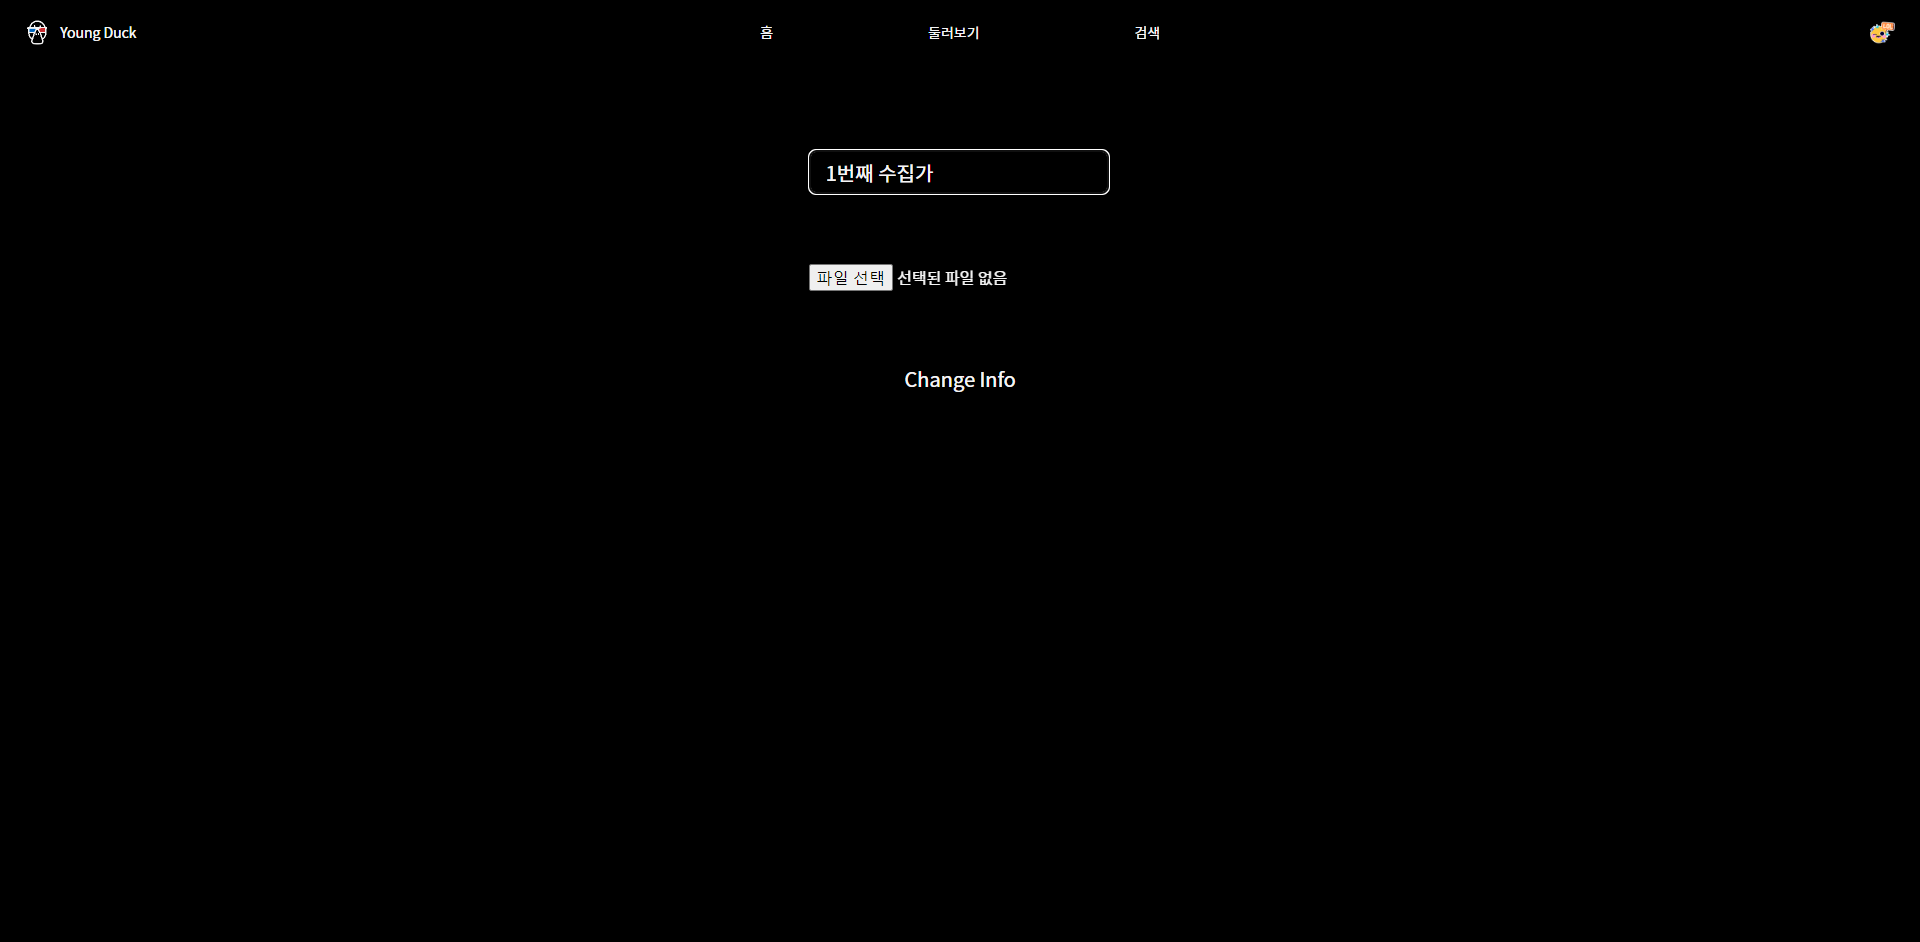 Young Duck
홈
둘러보기
검색
1번째 수집가
파일 선택 선택된 파일 없음
Change Info